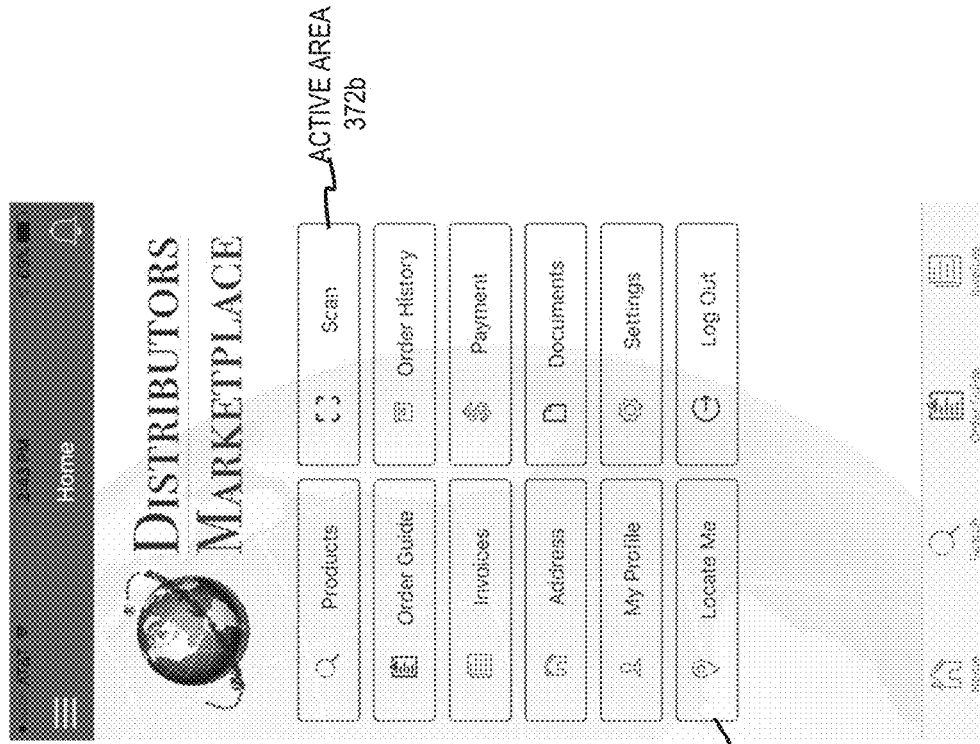 Home
DISTRIBUTORS
MARKETPLACE
Products
Scan
ACTIVE AREA
372b
Order Guide
Order History
Invoices
Payment
Address
Documents
My Profile
Settings
Locate Me
Log Out